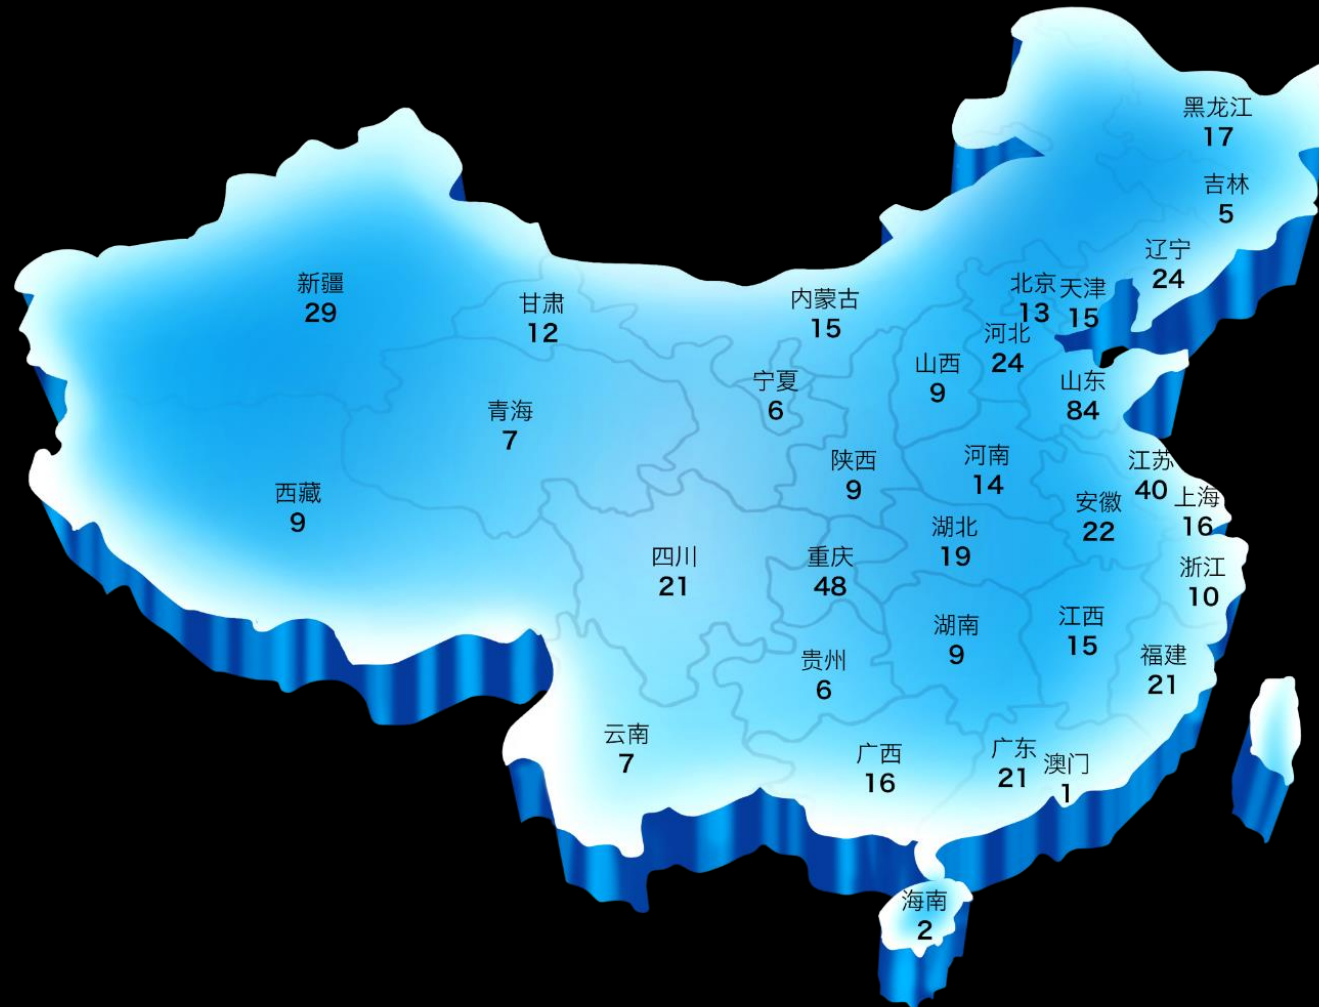 黑龙江
17
吉林
5
辽宁
24
新疆
29
甘肃
12
内蒙古
15
北京
13
天津
15
河北
24
山西
9
山东
84
宁夏
6
青海
7
陕西
9
河南
14
江苏
40
上海
16
安徽
22
西藏
9
湖北
19
四川
21
重庆
48
浙江
10
江西
15
湖南
9
福建
21
贵州
6
云南
7
广西
16
广东
21
澳门
1
海南
2